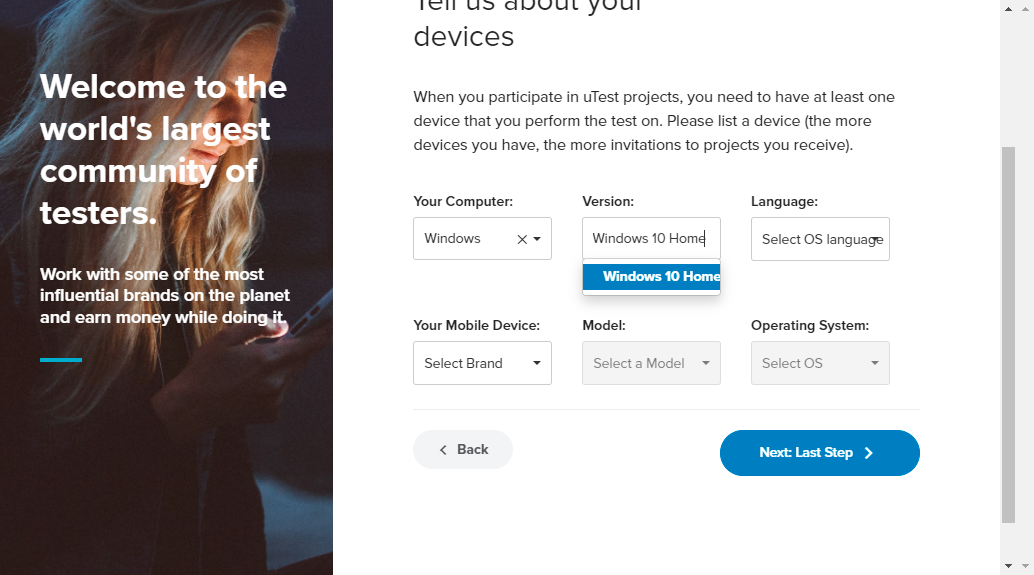 Welcome to the
world's largest
community of
testers.
Work with some of the most
influential brands on the planet
and earn money while doing it.
Tell us about your
devices
When you participate in uTest projects, you need to have at least one
device that you perform the test on. Please list a device (the more
devices you have, the more invitations to projects you receive).
Your Computer: Version: Language:
Windows Windows 10 Home Select OS language
Windows 10 Home
Your Mobile Device: Model: Operating System:
Select Brand Select a Model Select OS
Back Next: Last Step